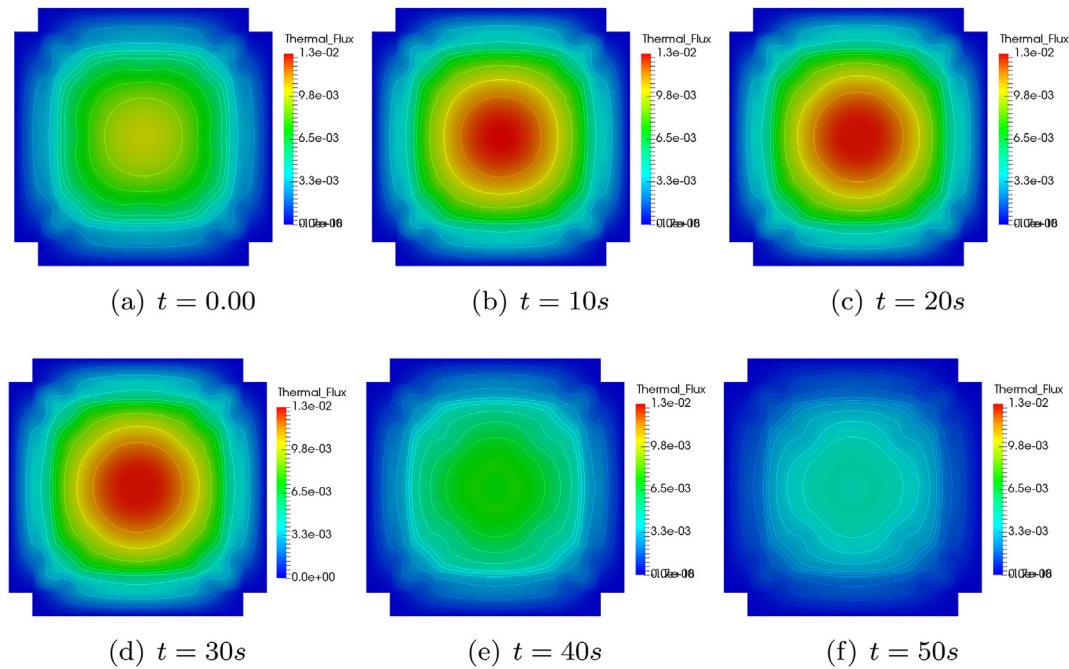 Thermal_Flux
1.3e-02
9.8e-03
6.5e-03
3.3e-03
(a) t = 0.00
Thermal_Flux
1.3e-02
9.8e-03
6.5e-03
3.3e-03
(b) t = 10s
Thermal_Flux
1.3e-02
9.8e-03
6.5e-03
3.3e-03
(c) t = 20s
Thermal_Flux
1.3e-02
9.8e-03
6.5e-03
3.3e-03
0.0e+00
(d) t = 30s
Thermal_Flux
1.3e-02
9.8e-03
6.5e-03
3.3e-03
(e) t = 40s
Thermal_Flux
1.3e-02
9.8e-03
6.5e-03
3.3e-03
(f) t = 50s